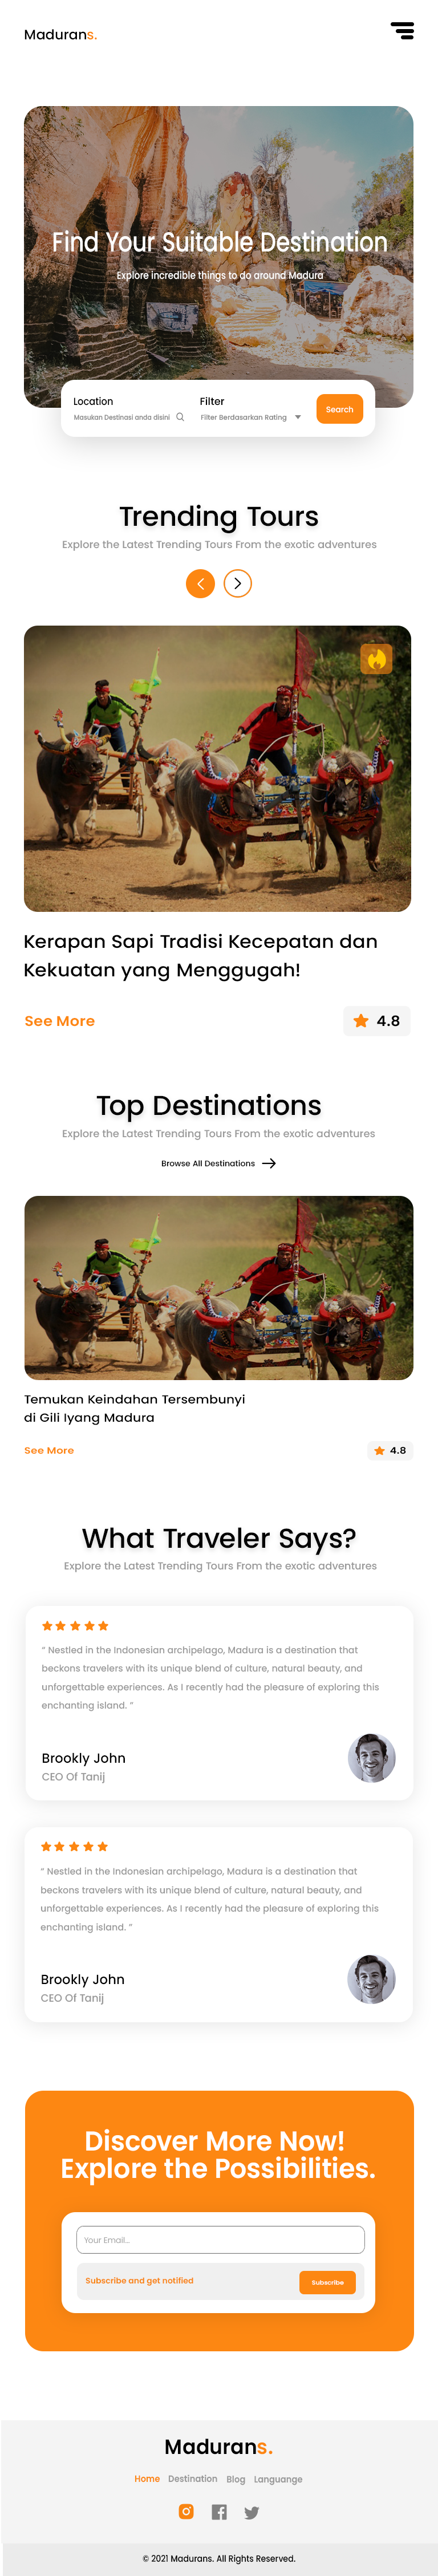 Madurans.
Find Your Suitable Destination
Explore incredible things to do around Madura
Location
Filter
Masukan Destinasi anda disini
Filter Berdasarkan Rating
Search
Trending Tours
Explore the Latest Trending Tours From the exotic adventures
Kerapan Sapi Tradisi Kecepatan dan
Kekuatan yang Menggugah!
See More
4.8
Top Destinations
Explore the Latest Trending Tours From the exotic adventures
Browse All Destinations
Temukan Keindahan Tersembunyi
di Gili Iyang Madura
See More
4.8
What Traveler Says?
Explore the Latest Trending Tours From the exotic adventures
“ Nestled in the Indonesian archipelago, Madura is a destination that
beckons travelers with its unique blend of culture, natural beauty, and
unforgettable experiences. As I recently had the pleasure of exploring this
enchanting island. ”
Brookly John
CEO Of Tanij
“ Nestled in the Indonesian archipelago, Madura is a destination that
beckons travelers with its unique blend of culture, natural beauty, and
unforgettable experiences. As I recently had the pleasure of exploring this
enchanting island. ”
Brookly John
CEO Of Tanij
Discover More Now!
Explore the Possibilities.
Your Email...
Subscribe and get notified
Subscribe
Madurans.
Home Destination Blog Languange
© 2021 Madurans. All Rights Reserved.